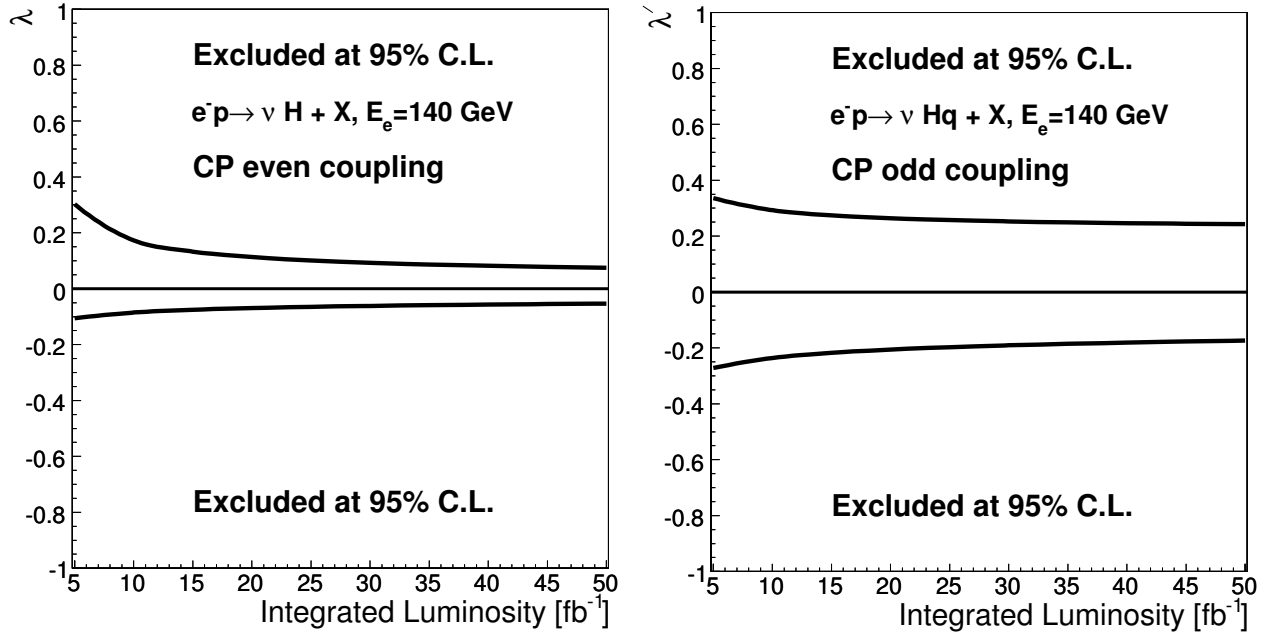 λ
1
0.8
0.6
0.4
0.2
0
-0.2
-0.4
-0.6
-0.8
-1
Excluded at 95% C.L.
e⁻p→ ν H + X, Eₑ=140 GeV
CP even coupling
Excluded at 95% C.L.
5 10 15 20 25 30 35 40 45 50
Integrated Luminosity [fb⁻¹]
λ′
1
0.8
0.6
0.4
0.2
0
-0.2
-0.4
-0.6
-0.8
-1
Excluded at 95% C.L.
e⁻p→ ν Hq + X, Eₑ=140 GeV
CP odd coupling
Excluded at 95% C.L.
5 10 15 20 25 30 35 40 45 50
Integrated Luminosity [fb⁻¹]